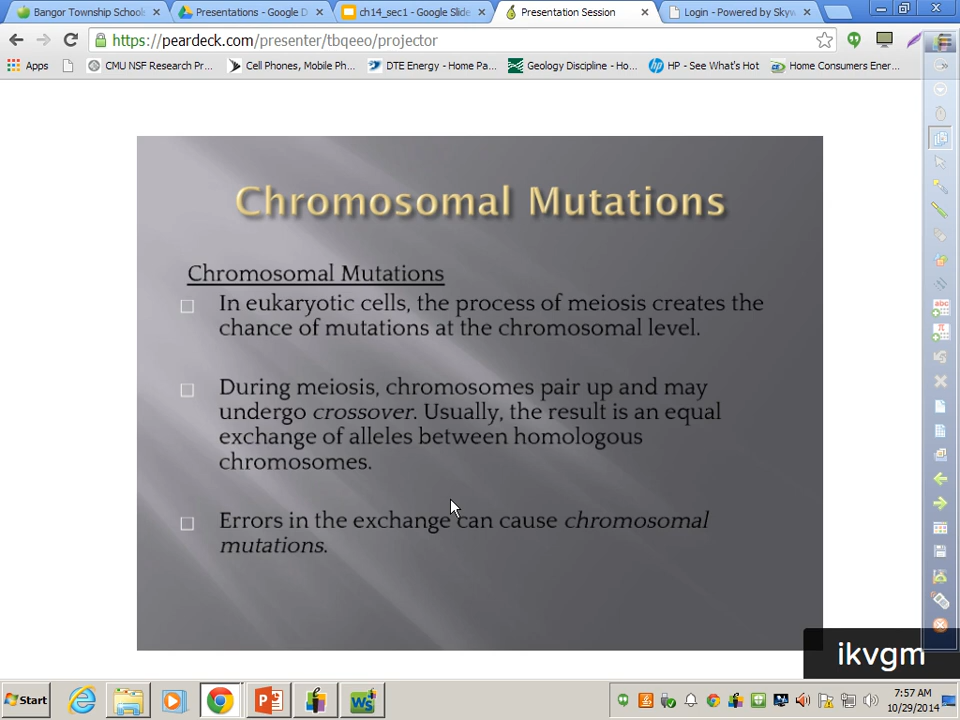 Bangor Township School
Presentations - Google D
ch14_sec1 - Google Slide
Presentation Session
Login - Powered by Skyw
https://peardeck.com/presenter/tbqeeo/projector
Apps
CMU NSF Research Pr...
Cell Phones, Mobile Ph...
DTE Energy - Home Pa...
Geology Discipline - Ho...
HP - See What's Hot
Home Consumers Ener...
Chromosomal Mutations
Chromosomal Mutations
In eukaryotic cells, the process of meiosis creates the
chance of mutations at the chromosomal level.
During meiosis, chromosomes pair up and may
undergo crossover. Usually, the result is an equal
exchange of alleles between homologous
chromosomes.
Errors in the exchange can cause chromosomal
mutations.
abc
π
ikvgm
Start
7:57 AM
10/29/2014